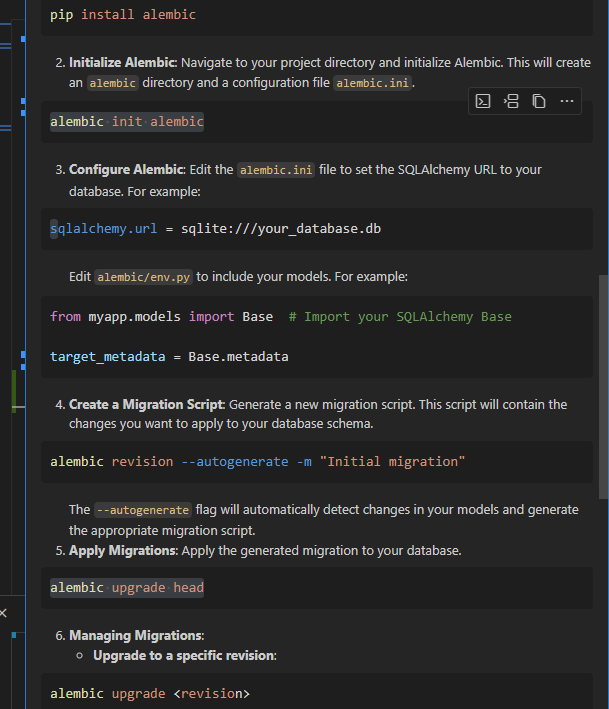 pip install alembic
2. Initialize Alembic: Navigate to your project directory and initialize Alembic. This will create
an alembic directory and a configuration file alembic.ini.
alembic init alembic
3. Configure Alembic: Edit the alembic.ini file to set the SQLAlchemy URL to your
database. For example:
sqlalchemy.url = sqlite:///your_database.db
Edit alembic/env.py to include your models. For example:
from myapp.models import Base  # Import your SQLAlchemy Base
target_metadata = Base.metadata
4. Create a Migration Script: Generate a new migration script. This script will contain the
changes you want to apply to your database schema.
alembic revision --autogenerate -m "Initial migration"
The --autogenerate flag will automatically detect changes in your models and generate
the appropriate migration script.
5. Apply Migrations: Apply the generated migration to your database.
alembic upgrade head
6. Managing Migrations:
Upgrade to a specific revision:
alembic upgrade <revision>